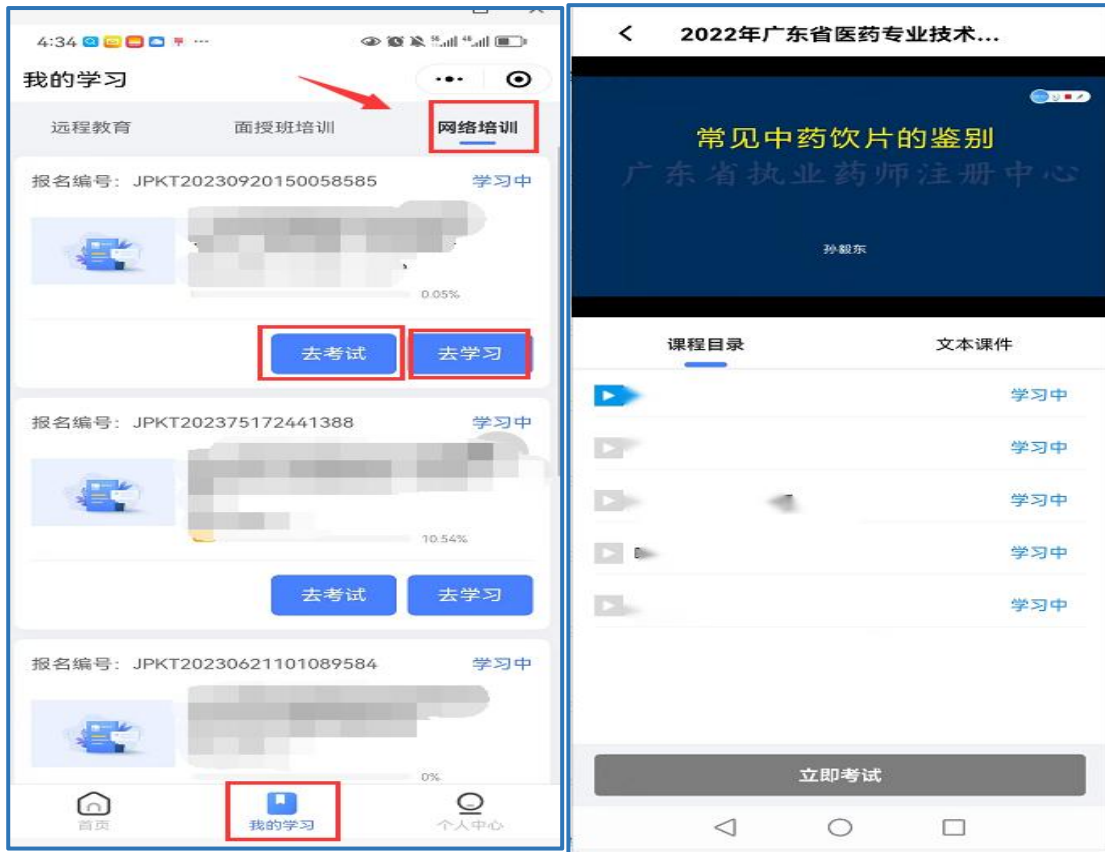 4:34
我的学习
远程教育 面授班培训 网络培训
报名编号：JPKT20230920150058585 学习中
0.05%
去考试 去学习
报名编号：JPKT202375172441388 学习中
10.54%
去考试 去学习
报名编号：JPKT20230621101089584 学习中
0%
首页 我的学习 个人中心
2022年广东省医药专业技术...
常见中药饮片的鉴别
广东省执业药师注册中心
孙毅东
课程目录 文本课件
学习中
学习中
学习中
学习中
学习中
立即考试